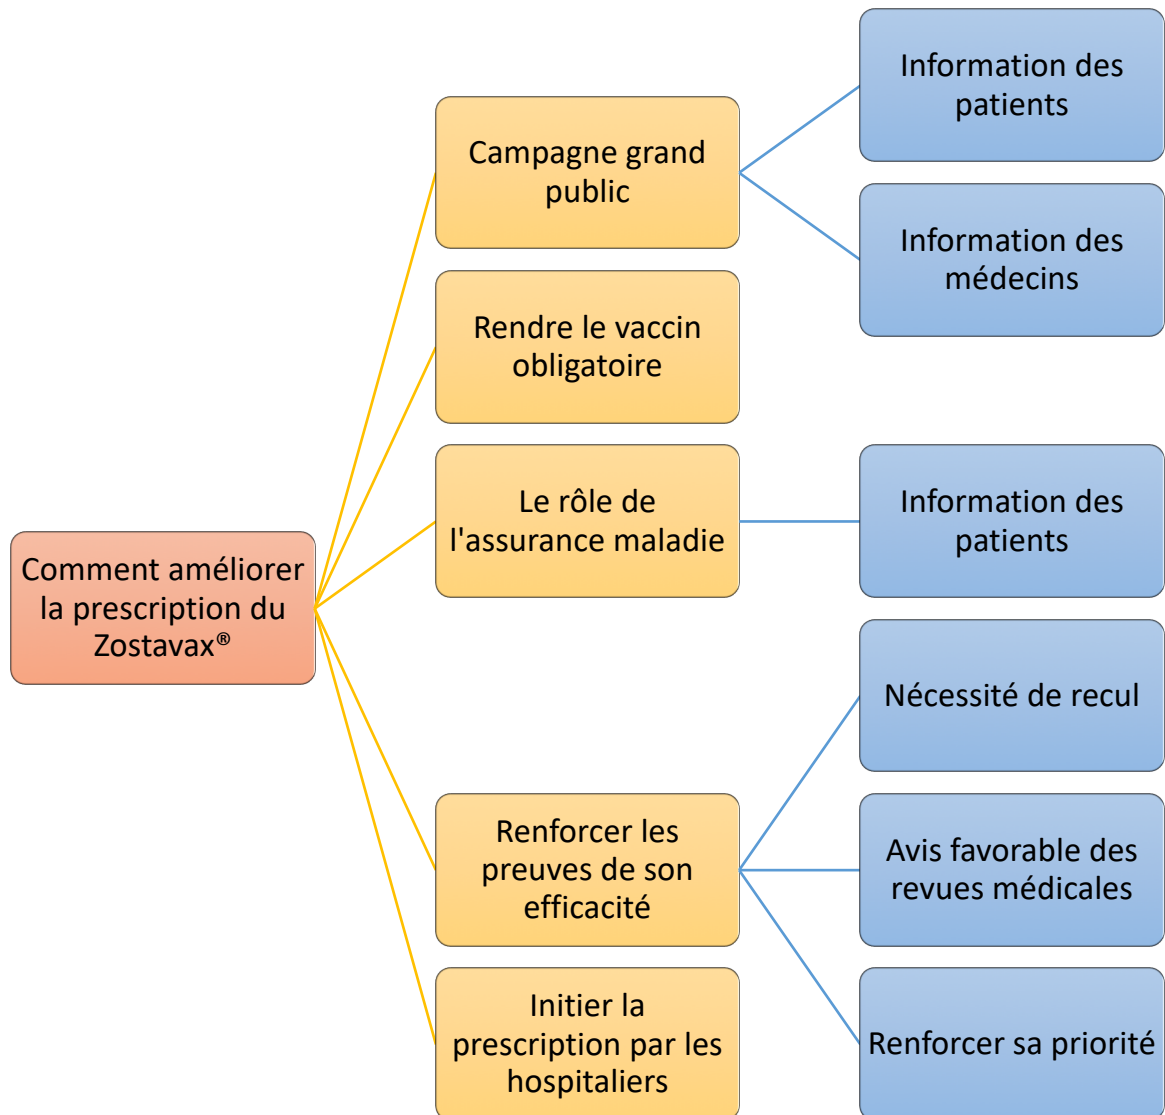 Comment améliorer
la prescription du
Zostavax®
Campagne grand
public
Information des
patients
Information des
médecins
Rendre le vaccin
obligatoire
Le rôle de
l'assurance maladie
Information des
patients
Renforcer les
preuves de son
efficacité
Nécessité de recul
Avis favorable des
revues médicales
Renforcer sa priorité
Initier la
prescription par les
hospitaliers